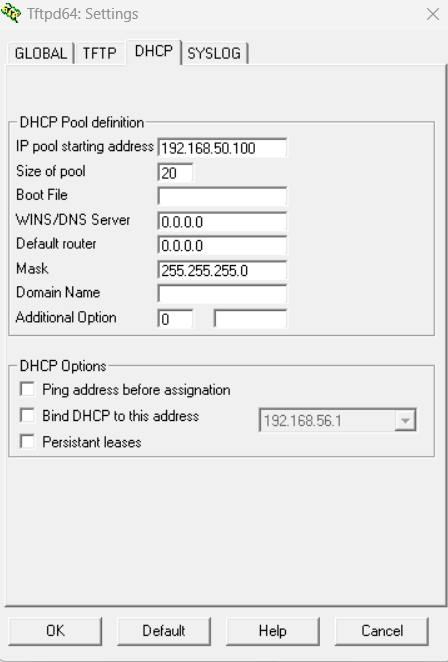 Tftpd64: Settings
GLOBAL TFTP DHCP SYSLOG
DHCP Pool definition
IP pool starting address 192.168.50.100
Size of pool 20
Boot File
WINS/DNS Server 0.0.0.0
Default router 0.0.0.0
Mask 255.255.255.0
Domain Name
Additional Option 0
DHCP Options
Ping address before assignation
Bind DHCP to this address 192.168.56.1
Persistant leases
OK Default Help Cancel